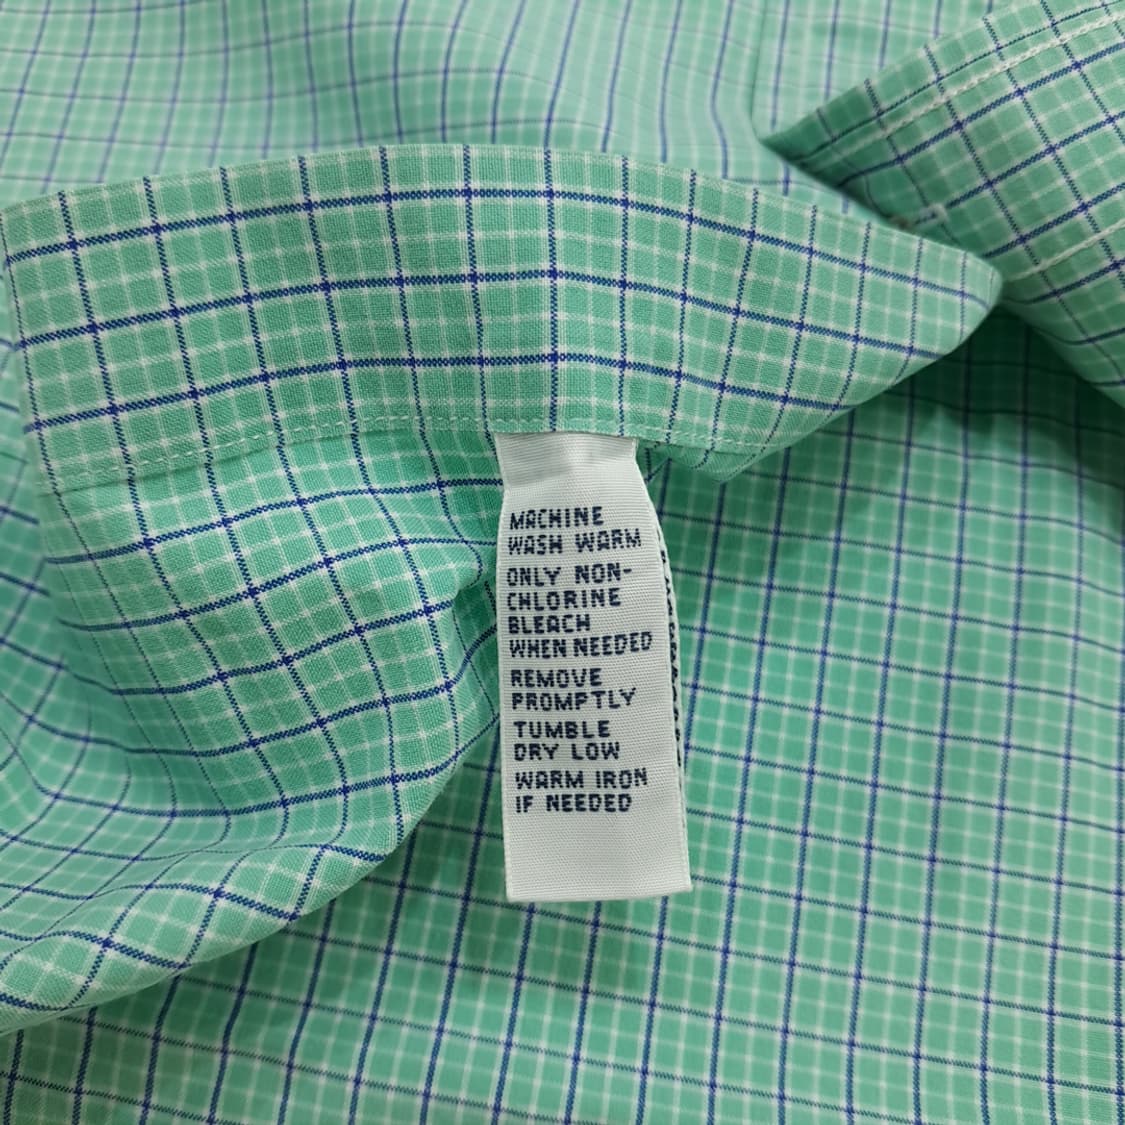 MACHINE
WASH WARM
ONLY NON-
CHLORINE
BLEACH
WHEN NEEDED
REMOVE
PROMPTLY
TUMBLE
DRY LOW
WARM IRON
IF NEEDED